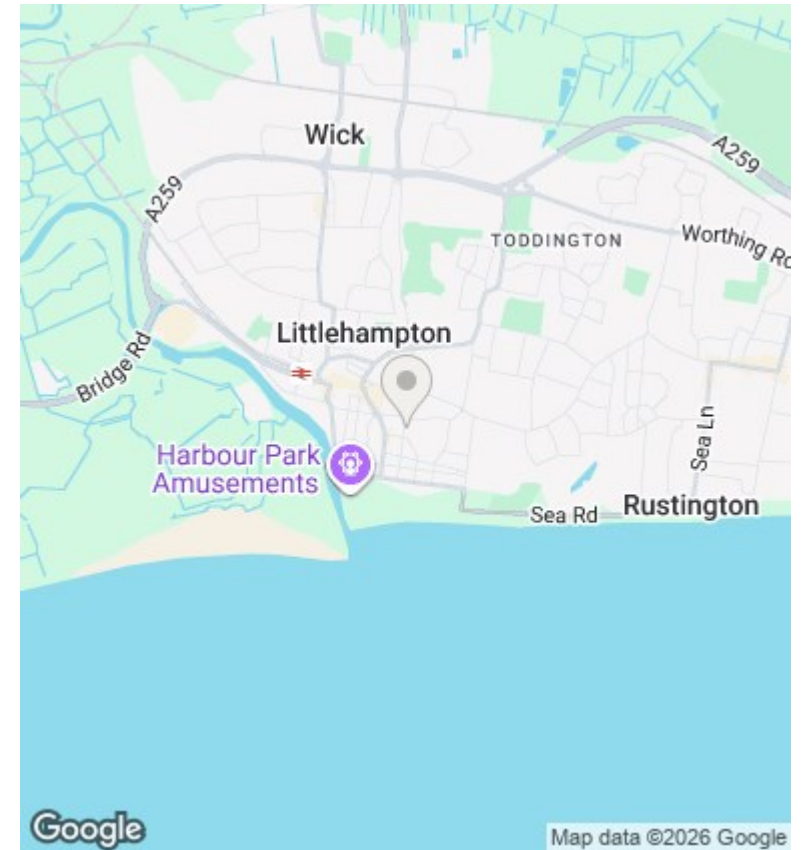 Wick
A259
A259
TODDINGTON
Worthing Rd
Littlehampton
Bridge Rd
Sea Ln
Harbour Park
Amusements
Sea Rd
Rustington
Google
Map data ©2026 Google